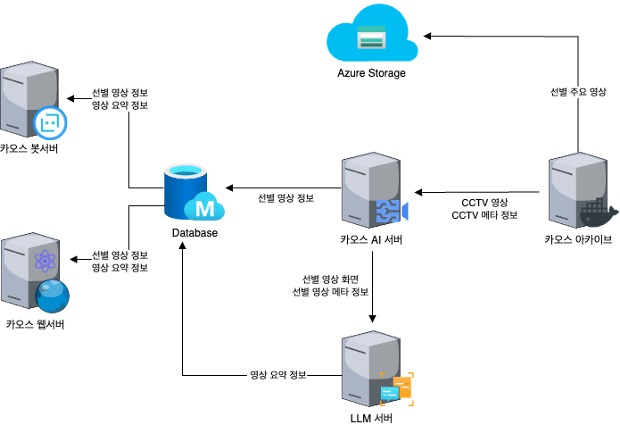 Azure Storage
선별 주요 영상
선별 영상 정보
영상 요약 정보
카오스 봇서버
선별 영상 정보
CCTV 영상
CCTV 메타 정보
M
Database
카오스 AI 서버
카오스 아카이브
선별 영상 정보
영상 요약 정보
선별 영상 화면
선별 영상 메타 정보
카오스 웹서버
영상 요약 정보
LLM 서버